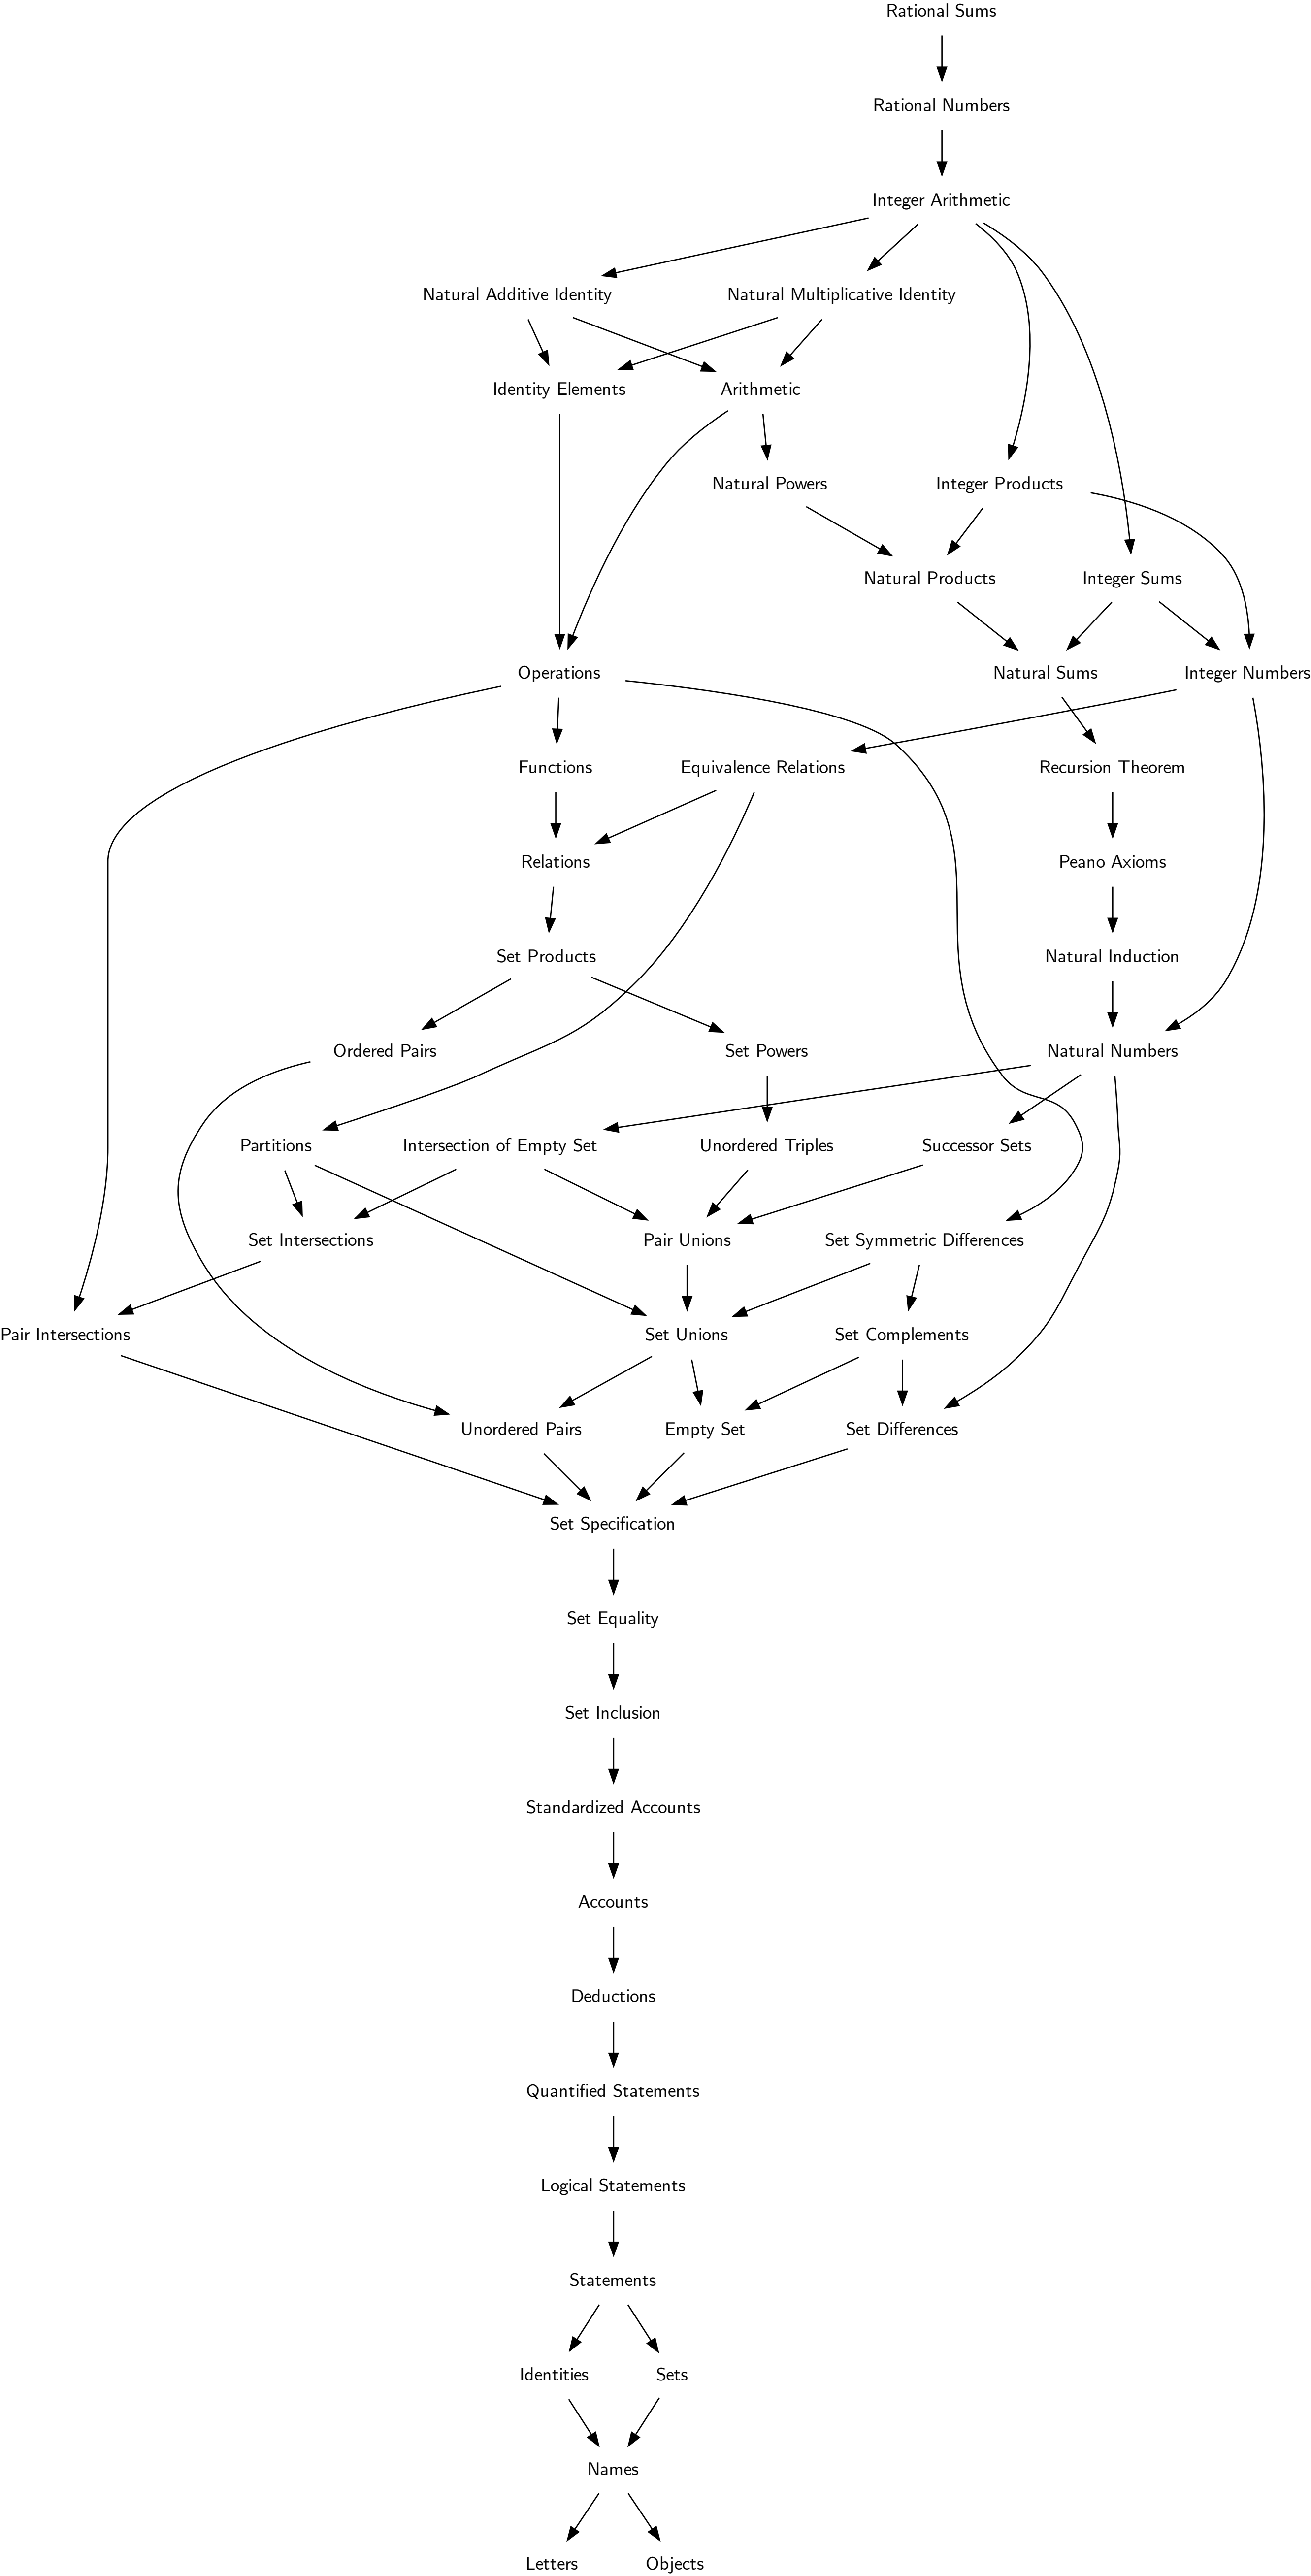 Rational Sums
Rational Numbers
Integer Arithmetic
Natural Additive Identity
Natural Multiplicative Identity
Identity Elements
Arithmetic
Natural Powers
Integer Products
Natural Products
Integer Sums
Operations
Natural Sums
Integer Numbers
Functions
Equivalence Relations
Recursion Theorem
Relations
Peano Axioms
Set Products
Natural Induction
Ordered Pairs
Set Powers
Natural Numbers
Partitions
Intersection of Empty Set
Unordered Triples
Successor Sets
Set Intersections
Pair Unions
Set Symmetric Differences
Pair Intersections
Set Unions
Set Complements
Unordered Pairs
Empty Set
Set Differences
Set Specification
Set Equality
Set Inclusion
Standardized Accounts
Accounts
Deductions
Quantified Statements
Logical Statements
Statements
Identities
Sets
Names
Letters
Objects